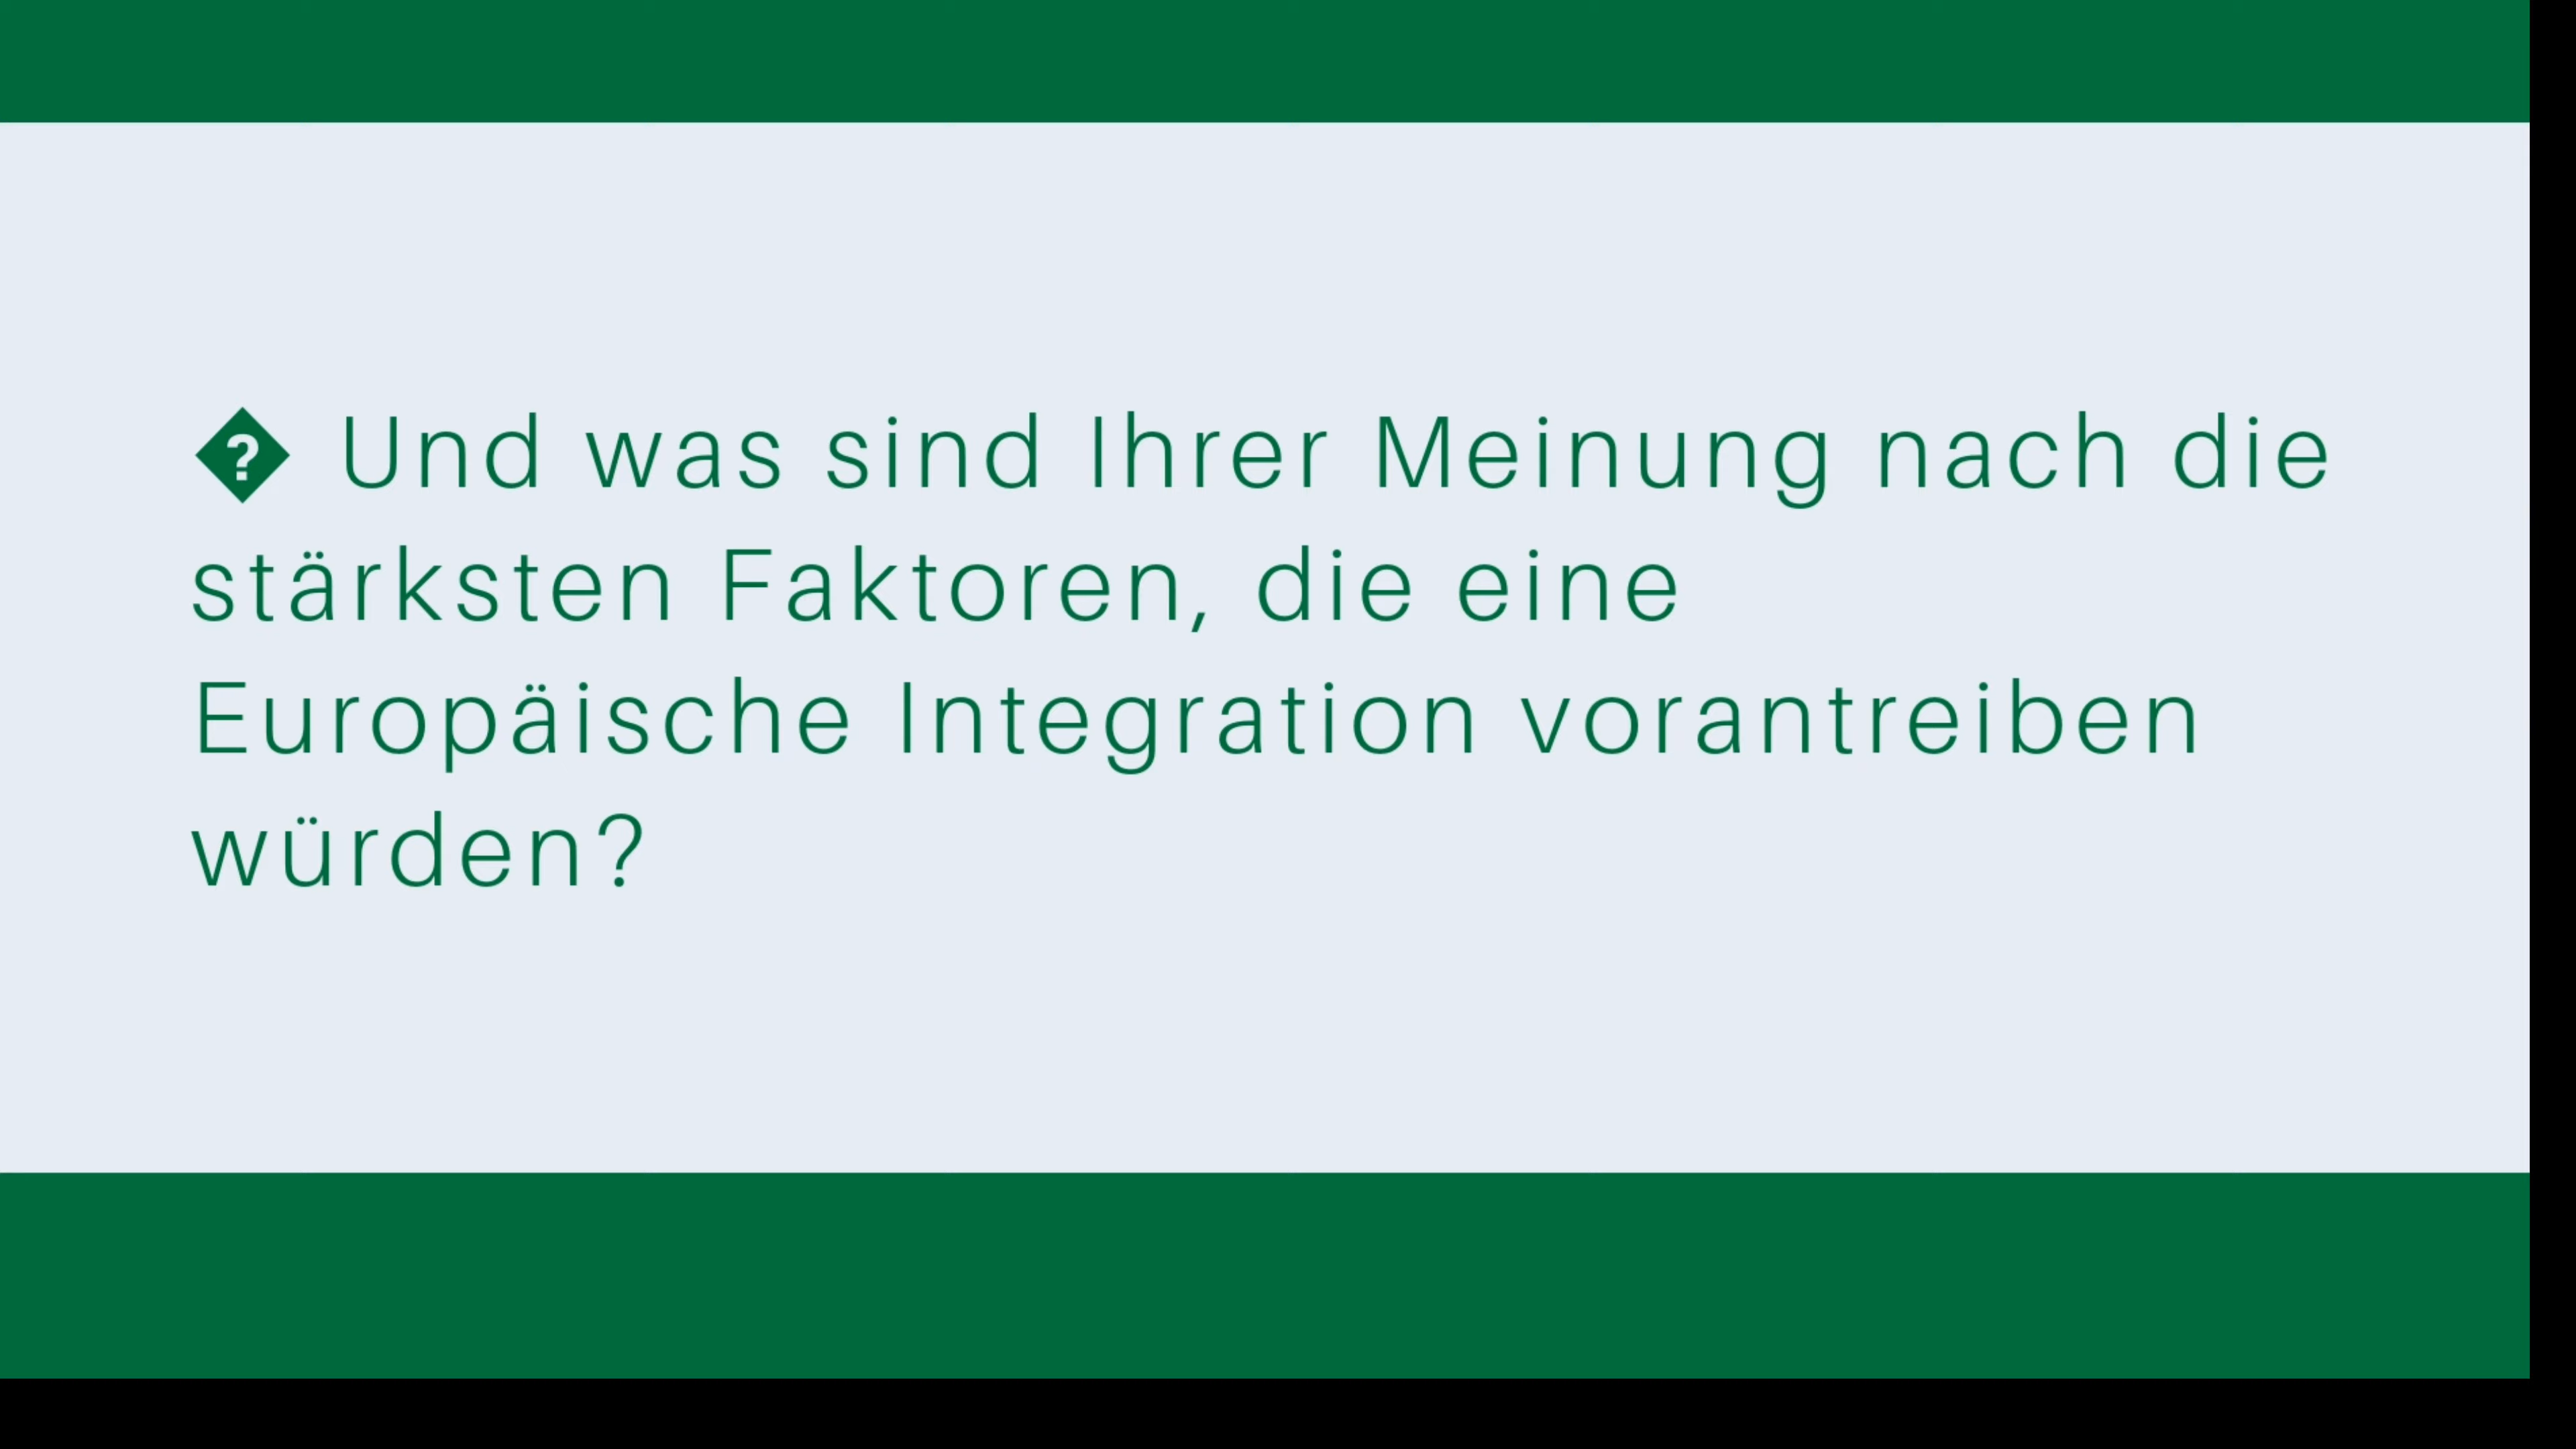 � Und was sind Ihrer Meinung nach die
stärksten Faktoren, die eine
Europäische Integration vorantreiben
würden?